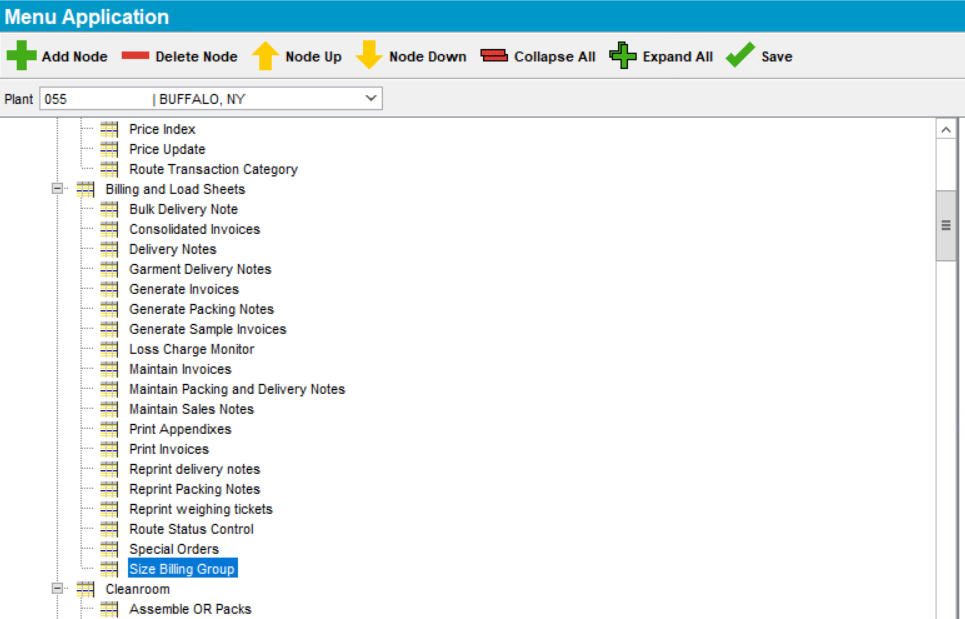 Menu Application
Add Node Delete Node Node Up Node Down Collapse All Expand All Save
Plant 055 | BUFFALO, NY
Price Index
Price Update
Route Transaction Category
Billing and Load Sheets
Bulk Delivery Note
Consolidated Invoices
Delivery Notes
Garment Delivery Notes
Generate Invoices
Generate Packing Notes
Generate Sample Invoices
Loss Charge Monitor
Maintain Invoices
Maintain Packing and Delivery Notes
Maintain Sales Notes
Print Appendixes
Print Invoices
Reprint delivery notes
Reprint Packing Notes
Reprint weighing tickets
Route Status Control
Special Orders
Size Billing Group
Cleanroom
Assemble OR Packs